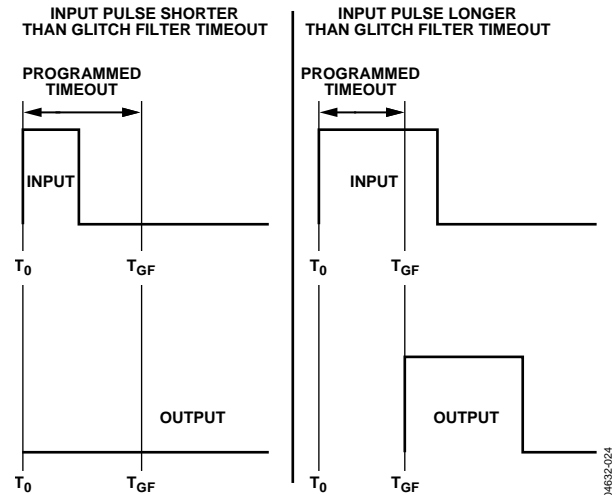 INPUT PULSE SHORTER
THAN GLITCH FILTER TIMEOUT
INPUT PULSE LONGER
THAN GLITCH FILTER TIMEOUT
PROGRAMMED
TIMEOUT
PROGRAMMED
TIMEOUT
INPUT
INPUT
T0
TGF
T0
TGF
OUTPUT
OUTPUT
T0
TGF
T0
TGF
04632-024